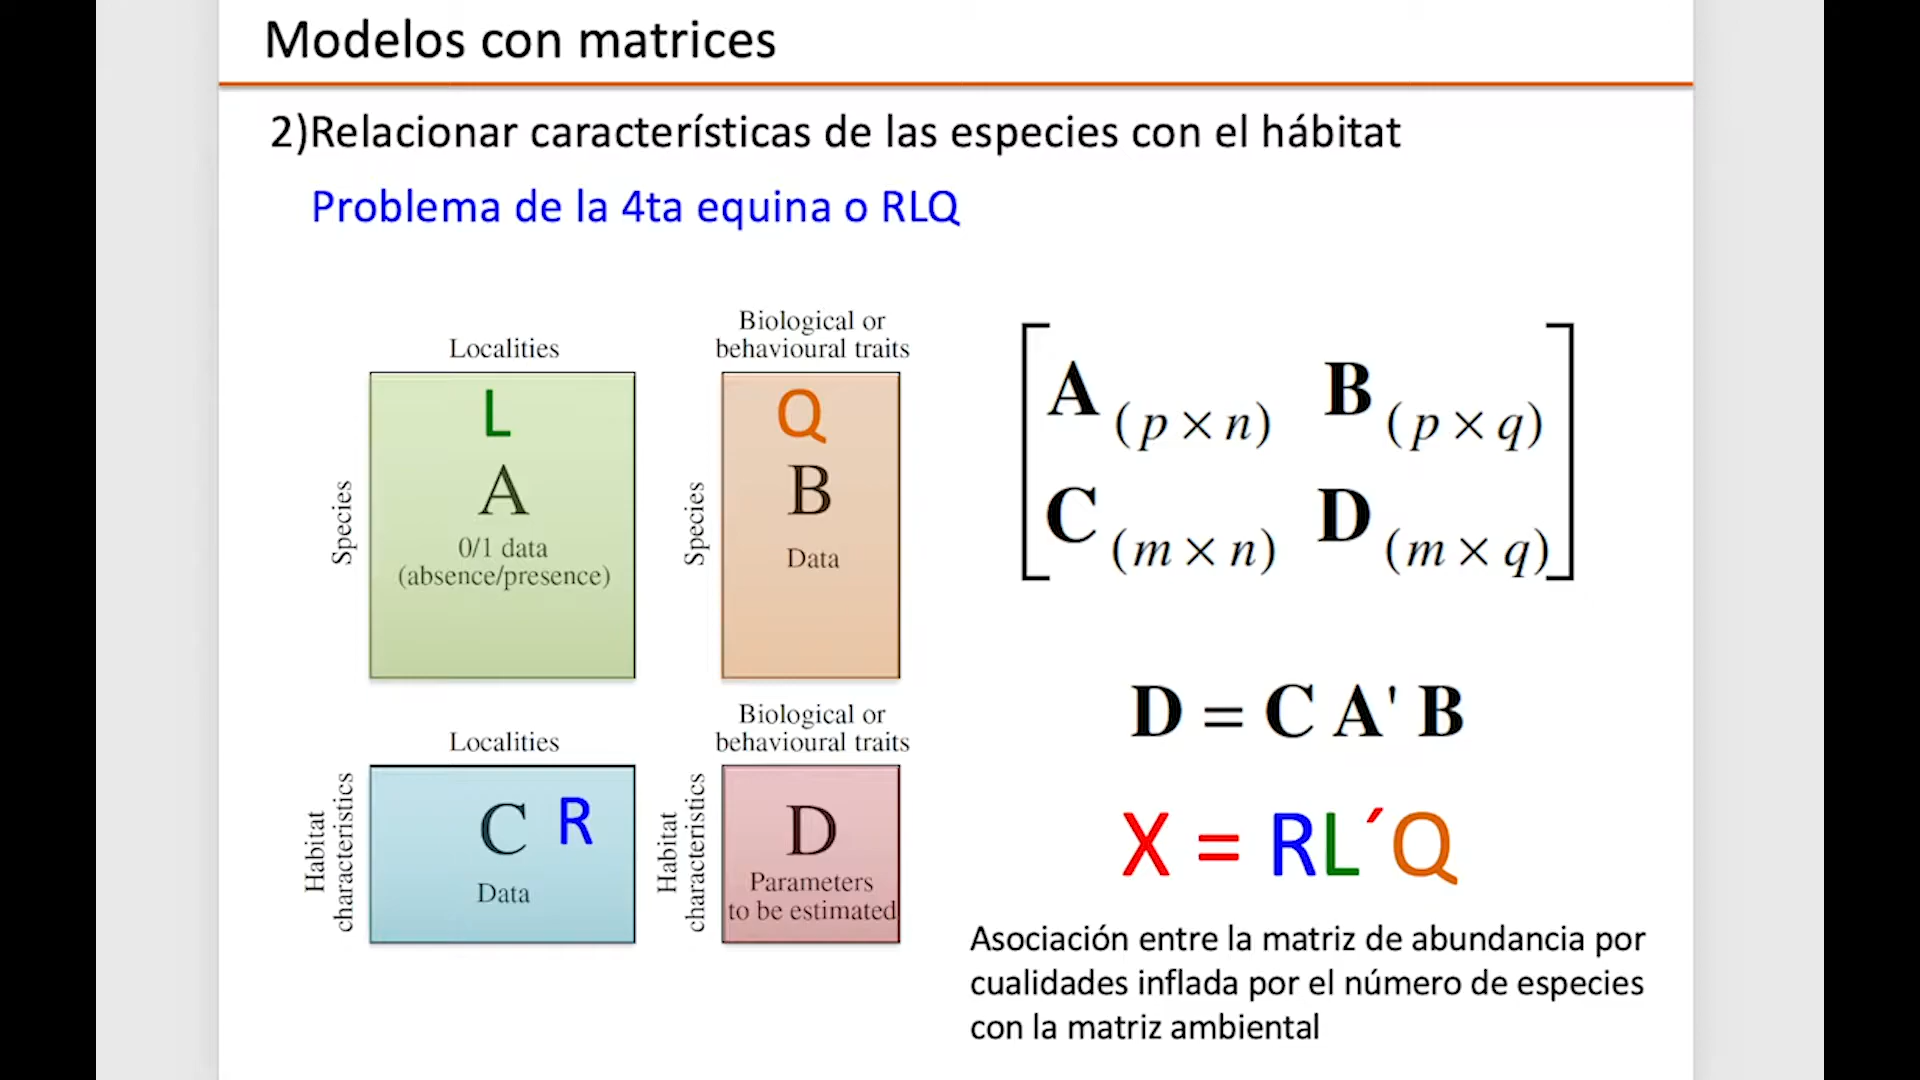 Modelos con matrices
2)Relacionar características de las especies con el hábitat
Problema de la 4ta equina o RLQ
Localities
Species
L
A
0/1 data
(absence/presence)
Biological or
behavioural traits
Species
Q
B
Data
Localities
Habitat
characteristics
C R
Data
Biological or
behavioural traits
Habitat
characteristics
D
Parameters
to be estimated
A (p × n) B (p × q)
C (m × n) D (m × q)
D = C A' B
X = RL´Q
Asociación entre la matriz de abundancia por
cualidades inflada por el número de especies
con la matriz ambiental